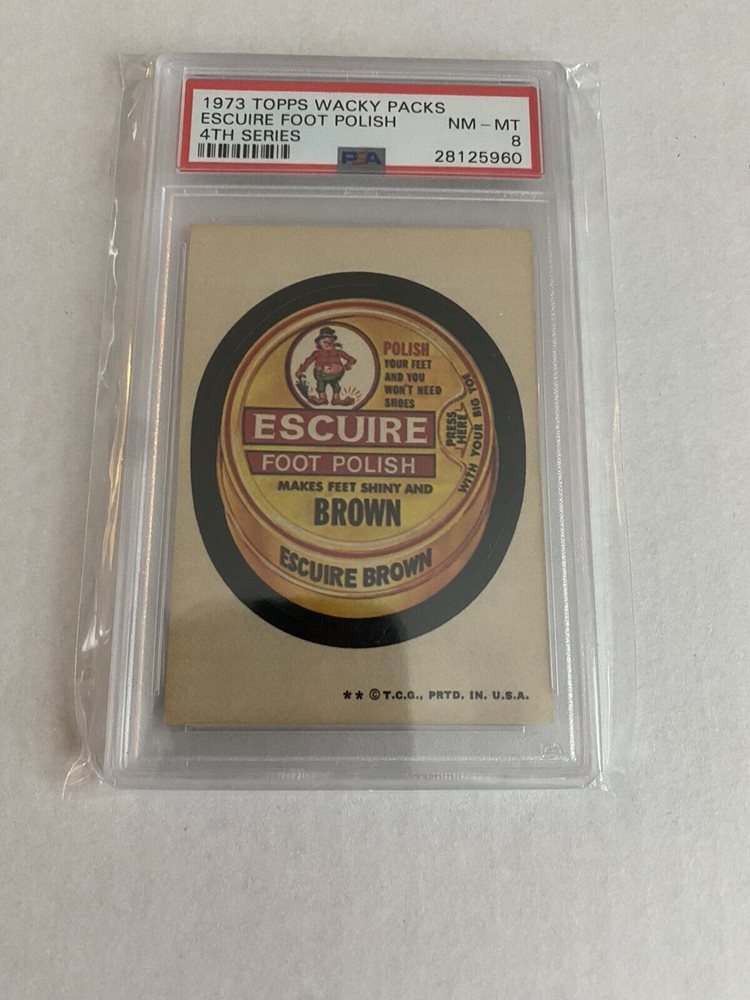 1973 TOPPS WACKY PACKS
ESCUIRE FOOT POLISH
NM – MT
4TH SERIES
8
PSA
28125960
POLISH
YOUR FEET
AND YOU
WON'T NEED
SHOES
PRESS
HERE
WITH YOUR BIG TOE
ESCUIRE
FOOT POLISH
MAKES FEET SHINY AND
BROWN
ESCUIRE BROWN
** © T.C.G., PRTD. IN. U.S.A.